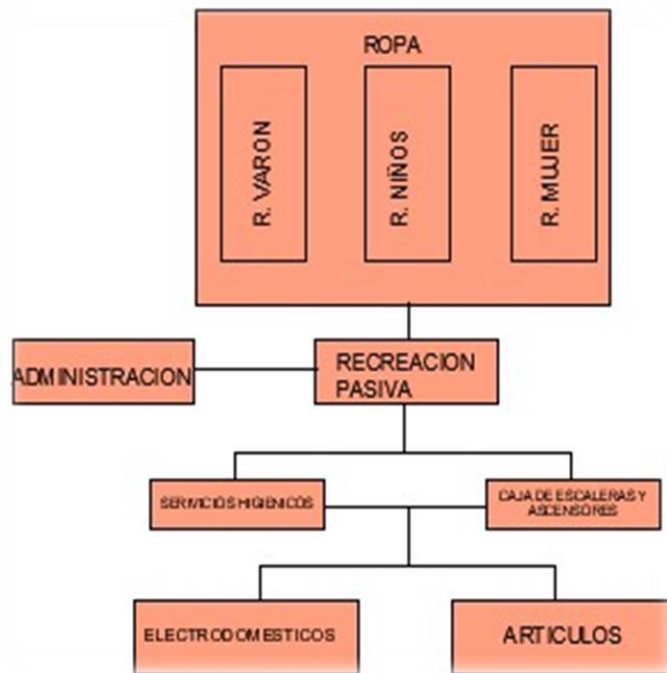 ROPA
R. VARON
R. NIÑOS
R. MUJER
ADMINISTRACION
RECREACION
PASIVA
SERVICIOS HIGIENICOS
CAJA DE ESCALERAS Y
ASCENSORES
ELECTRODOMESTICOS
ARTICULOS